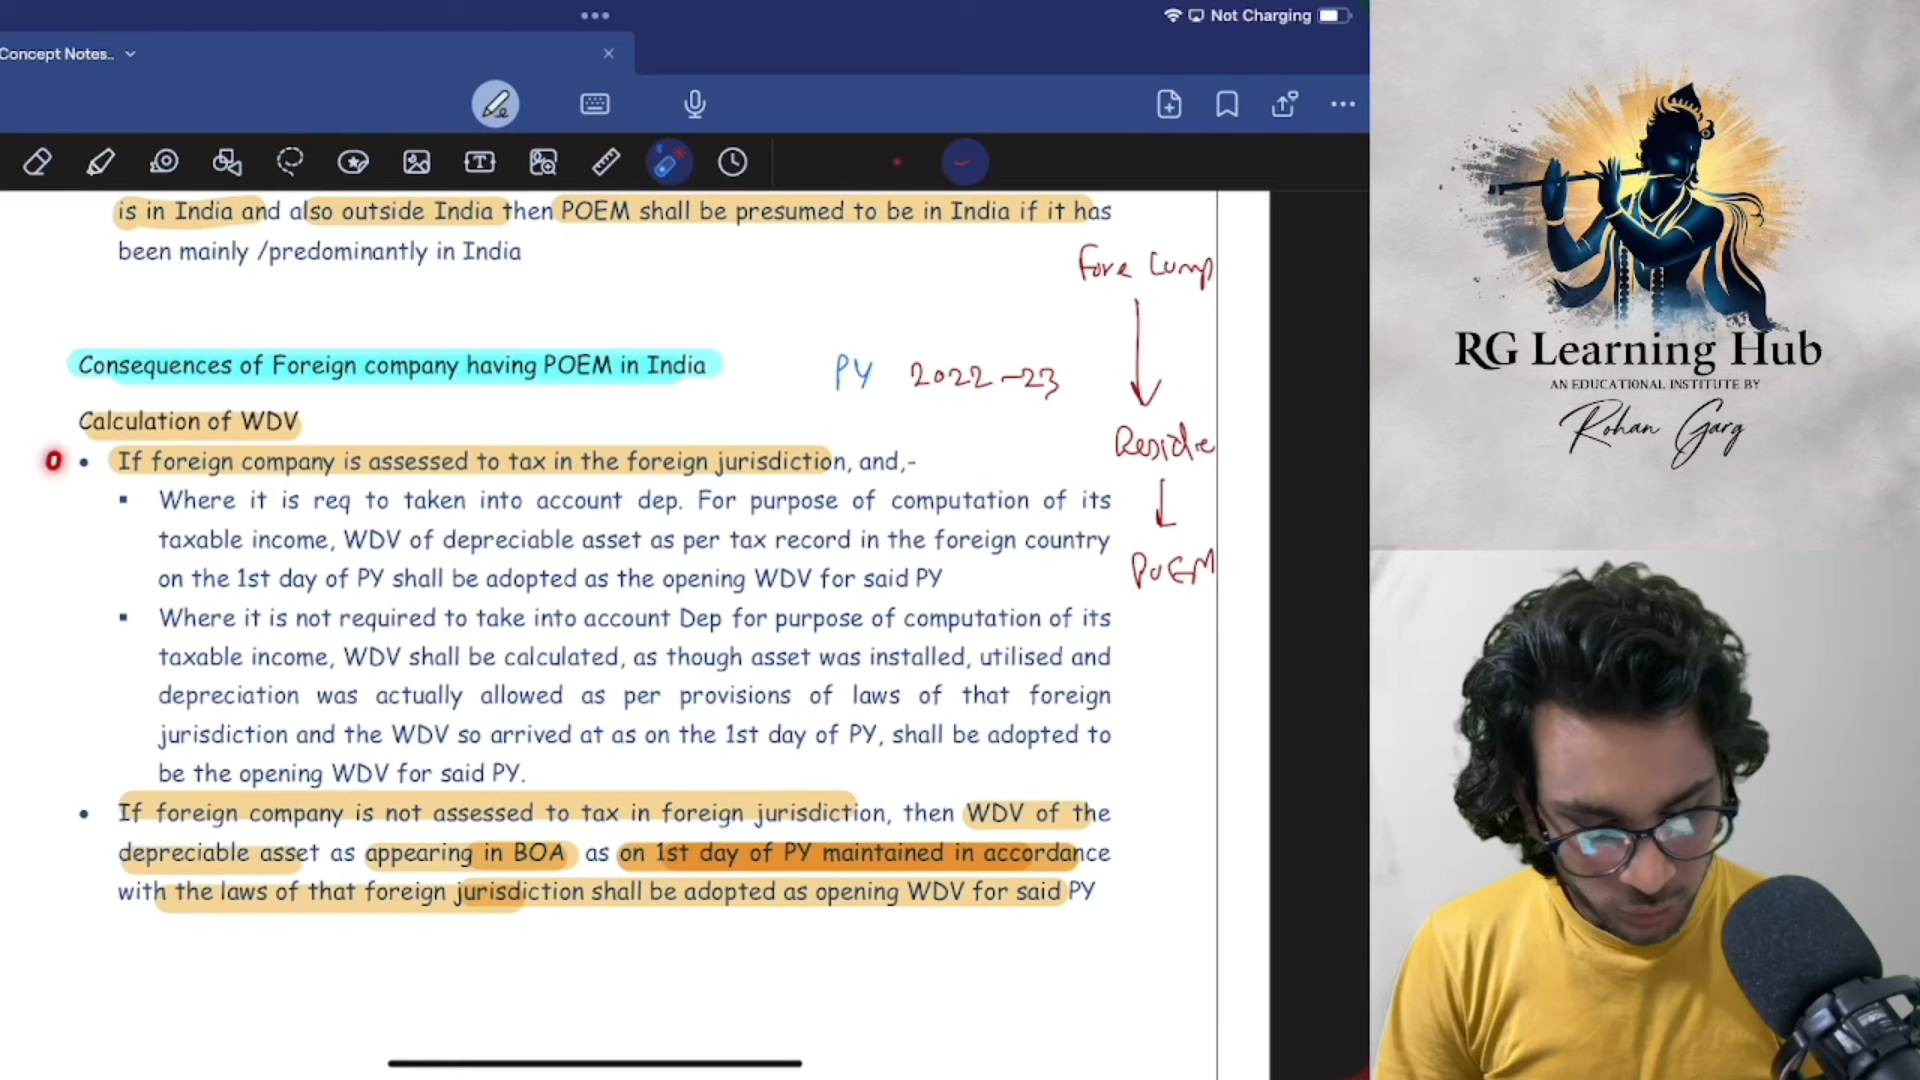 Not Charging
Concept Notes..
is in India and also outside India then POEM shall be presumed to be in India if it has
been mainly /predominantly in India
Fore Comp
Consequences of Foreign company having POEM in India
PY 2022-23
Calculation of WDV
Reside
• If foreign company is assessed to tax in the foreign jurisdiction, and,-
▪ Where it is req to taken into account dep. For purpose of computation of its
taxable income, WDV of depreciable asset as per tax record in the foreign country
on the 1st day of PY shall be adopted as the opening WDV for said PY
POEM
▪ Where it is not required to take into account Dep for purpose of computation of its
taxable income, WDV shall be calculated, as though asset was installed, utilised and
depreciation was actually allowed as per provisions of laws of that foreign
jurisdiction and the WDV so arrived at as on the 1st day of PY, shall be adopted to
be the opening WDV for said PY.
• If foreign company is not assessed to tax in foreign jurisdiction, then WDV of the
depreciable asset as appearing in BOA as on 1st day of PY maintained in accordance
with the laws of that foreign jurisdiction shall be adopted as opening WDV for said PY
RG Learning Hub
AN EDUCATIONAL INSTITUTE BY
Rohan Garg